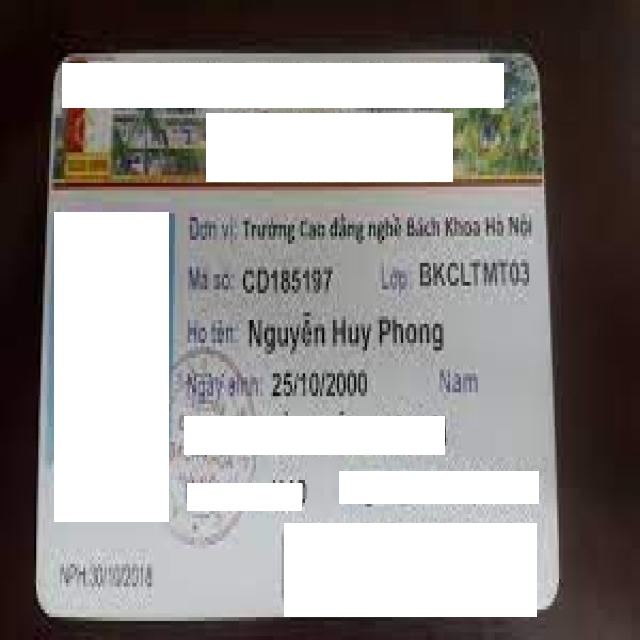 Đơn vị: Trường Cao đẳng nghề Bách Khoa Hà Nội
Mã số: CD185197 Lớp: BKCLTMT03
Họ tên: Nguyễn Huy Phong
Ngày sinh: 25/10/2000 Nam
NPH:30/10/2018